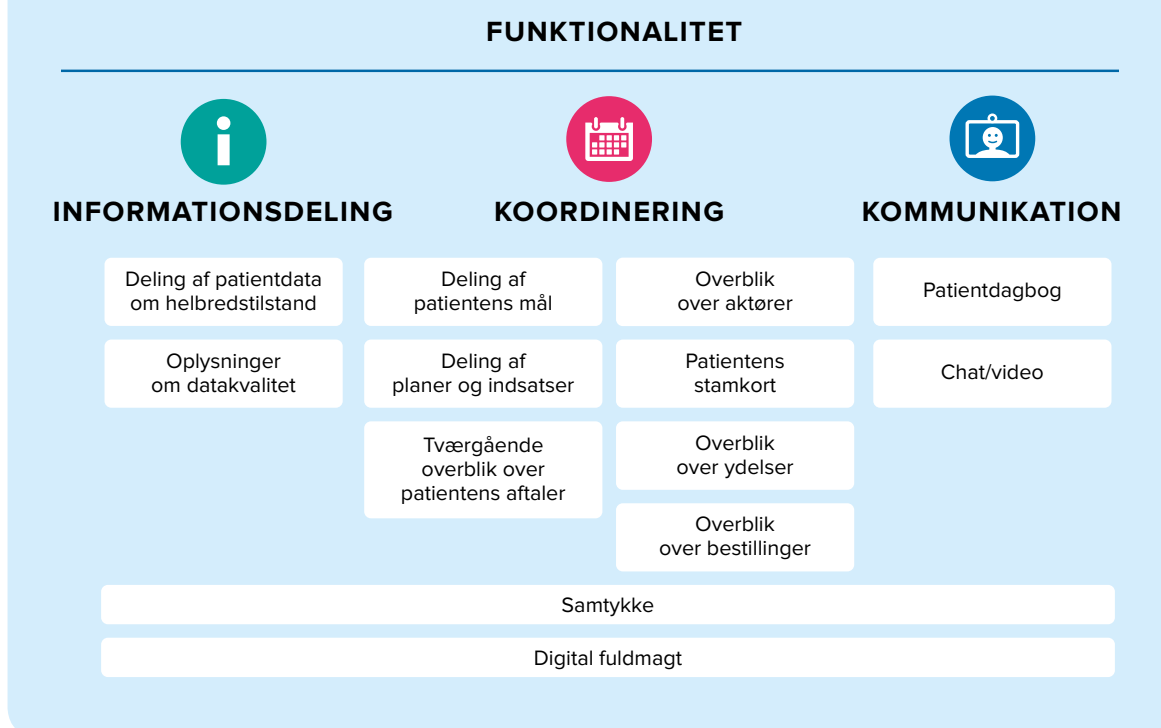 FUNKTIONALITET
INFORMATIONSDELING
Deling af patientdata
om helbredstilstand
Oplysninger
om datakvalitet
KOORDINERING
Deling af
patientens mål
Deling af
planer og indsatser
Tværgående
overblik over
patientens aftaler
Overblik
over aktører
Patientens
stamkort
Overblik
over ydelser
Overblik
over bestillinger
KOMMUNIKATION
Patientdagbog
Chat/video
Samtykke
Digital fuldmagt